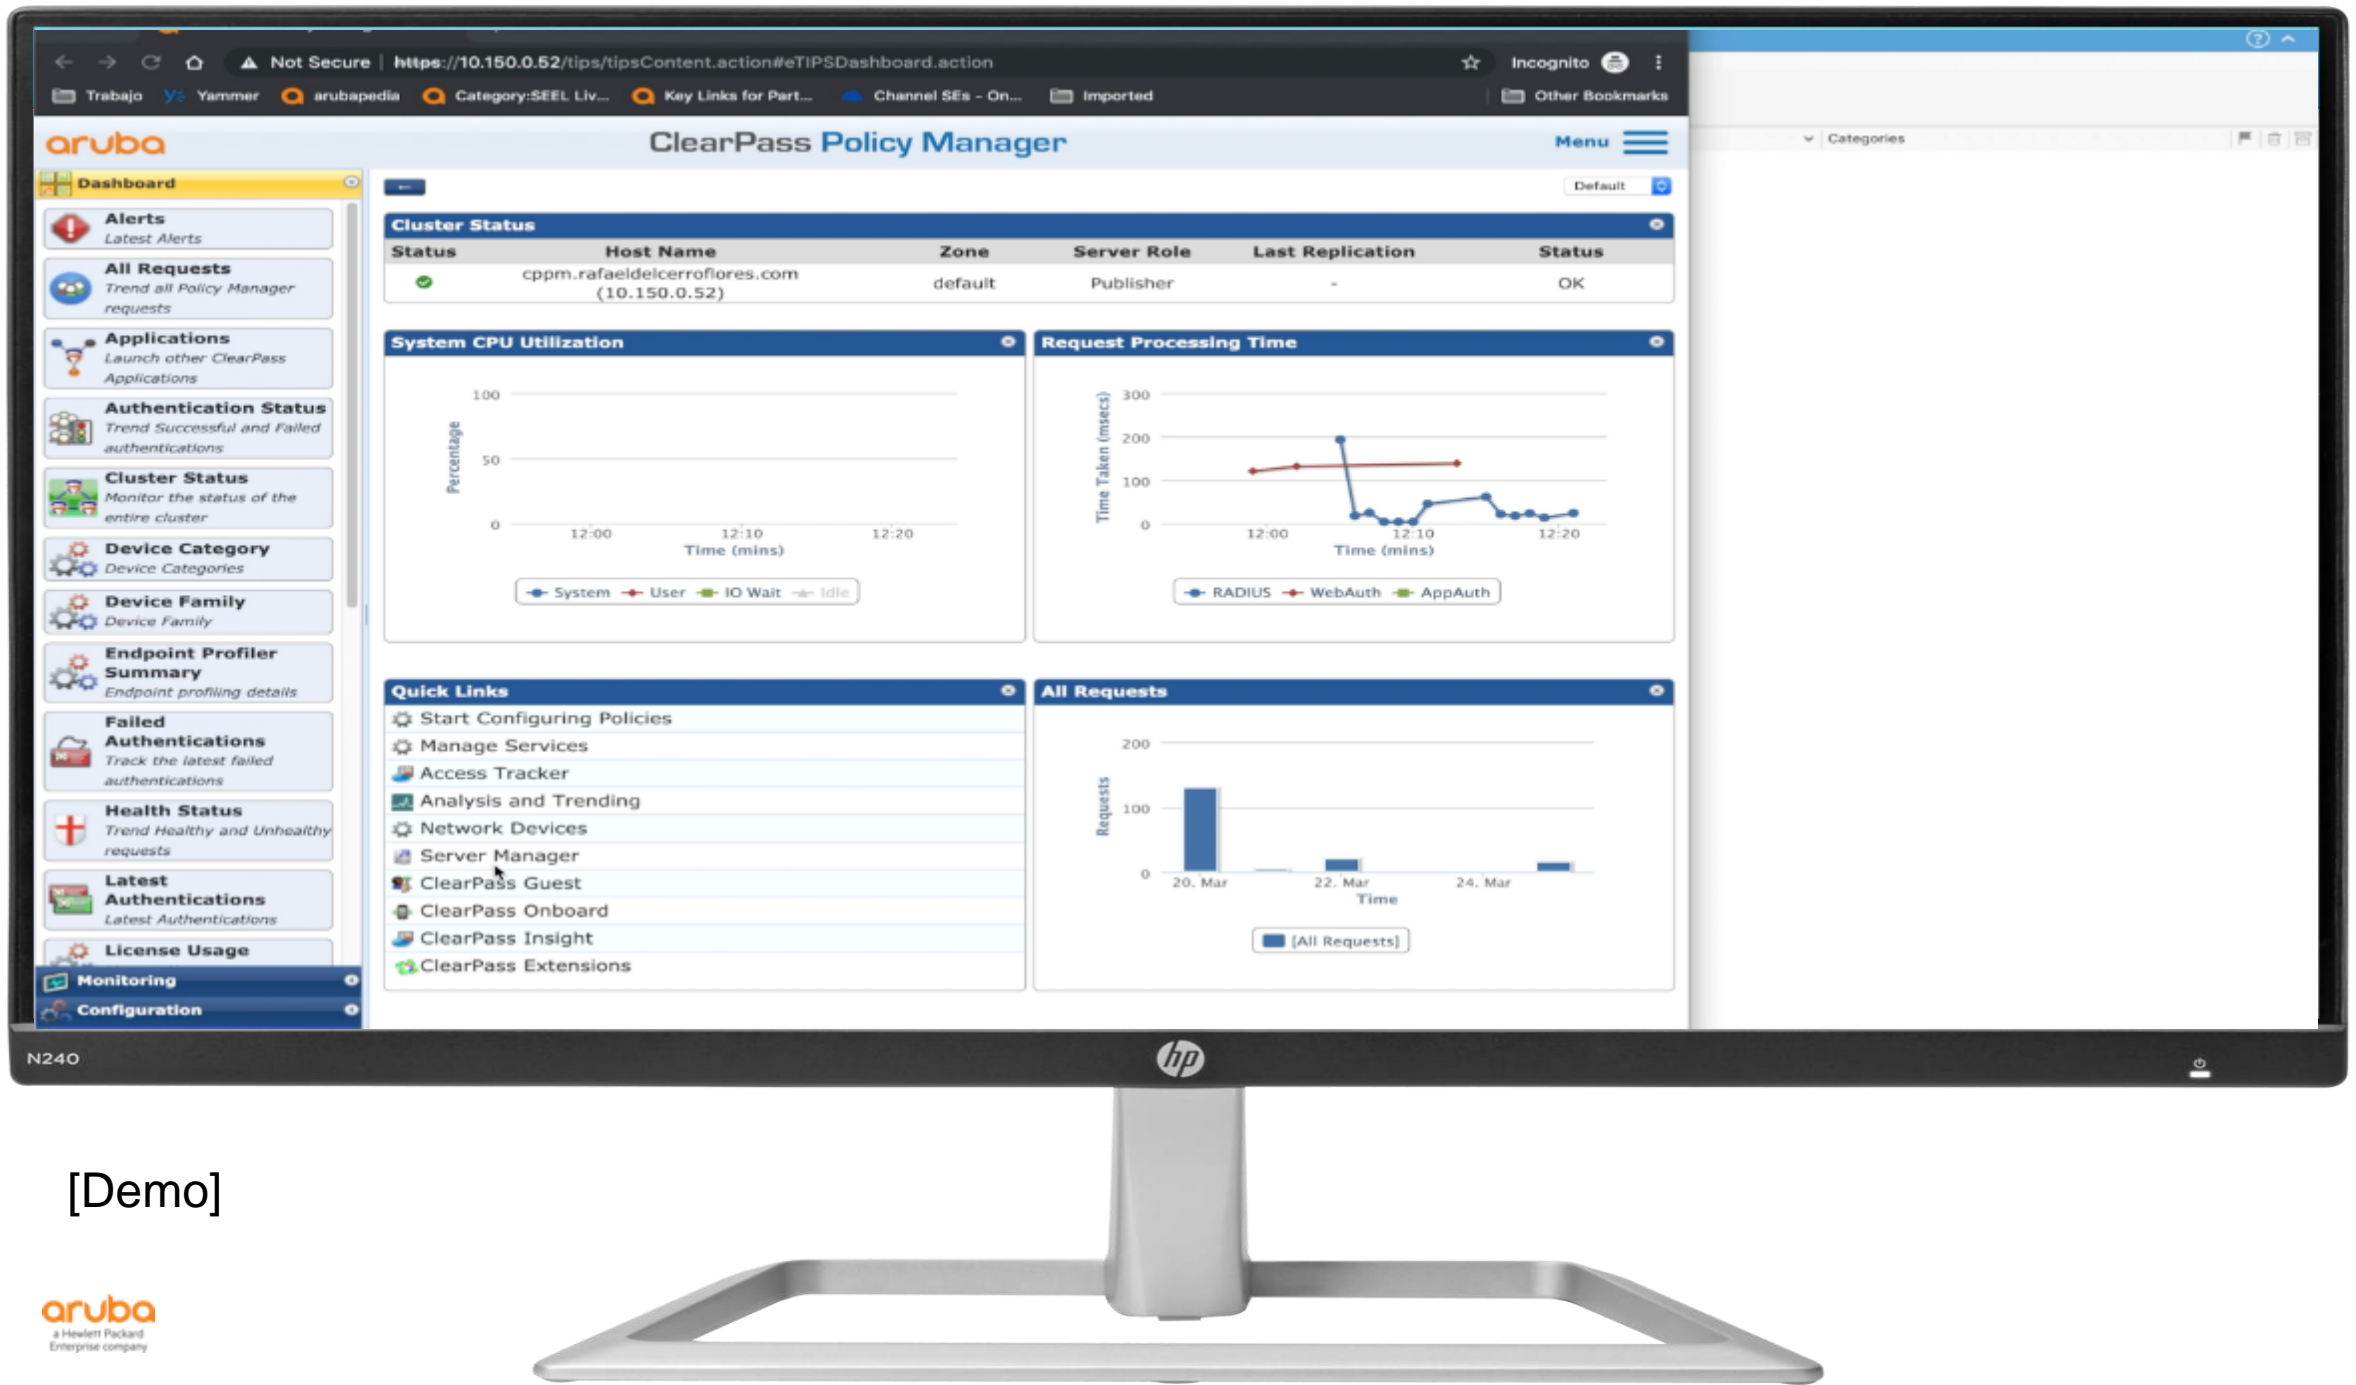 Not Secure | https://10.150.0.52/tips/tipsContent.action#eTIPSDashboard.action
Incognito
Trabajo Yammer arubapedia Category:SEEL Liv... Key Links for Part... Channel SEs - On... Imported Other Bookmarks
aruba
ClearPass Policy Manager
Menu
Categories
Dashboard
Default
Alerts
Latest Alerts
All Requests
Trend all Policy Manager
requests
Applications
Launch other ClearPass
Applications
Authentication Status
Trend Successful and Failed
authentications
Cluster Status
Monitor the status of the
entire cluster
Device Category
Device Categories
Device Family
Device Family
Endpoint Profiler
Summary
Endpoint profiling details
Failed
Authentications
Track the latest failed
authentications
Health Status
Trend Healthy and Unhealthy
requests
Latest
Authentications
Latest Authentications
License Usage
Monitoring
Configuration
Cluster Status
Status Host Name Zone Server Role Last Replication Status
cppm.rafaeldelcerroflores.com
(10.150.0.52)
default Publisher - OK
System CPU Utilization
100
50
0
Percentage
12:00 12:10 12:20
Time (mins)
System User IO Wait Idle
Request Processing Time
300
200
100
0
Time Taken (msecs)
12:00 12:10 12:20
Time (mins)
RADIUS WebAuth AppAuth
Quick Links
Start Configuring Policies
Manage Services
Access Tracker
Analysis and Trending
Network Devices
Server Manager
ClearPass Guest
ClearPass Onboard
ClearPass Insight
ClearPass Extensions
All Requests
200
100
0
Requests
20. Mar 22. Mar 24. Mar
Time
[All Requests]
N240
hp
[Demo]
aruba
a Hewlett Packard
Enterprise company